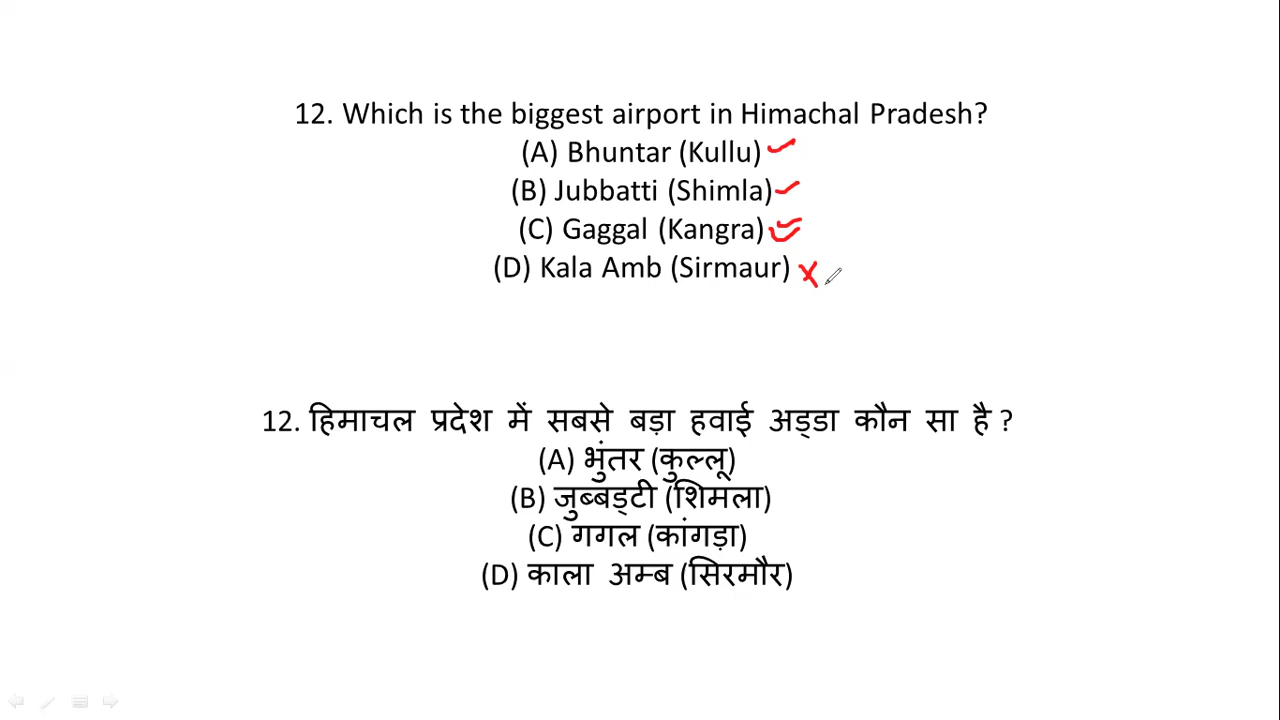 12. Which is the biggest airport in Himachal Pradesh?
(A) Bhuntar (Kullu)
(B) Jubbatti (Shimla)
(C) Gaggal (Kangra)
(D) Kala Amb (Sirmaur)
12. हिमाचल प्रदेश में सबसे बड़ा हवाई अड्डा कौन सा है ?
(A) भुंतर (कुल्लू)
(B) जुब्बड्टी (शिमला)
(C) गगल (कांगड़ा)
(D) काला अम्ब (सिरमौर)